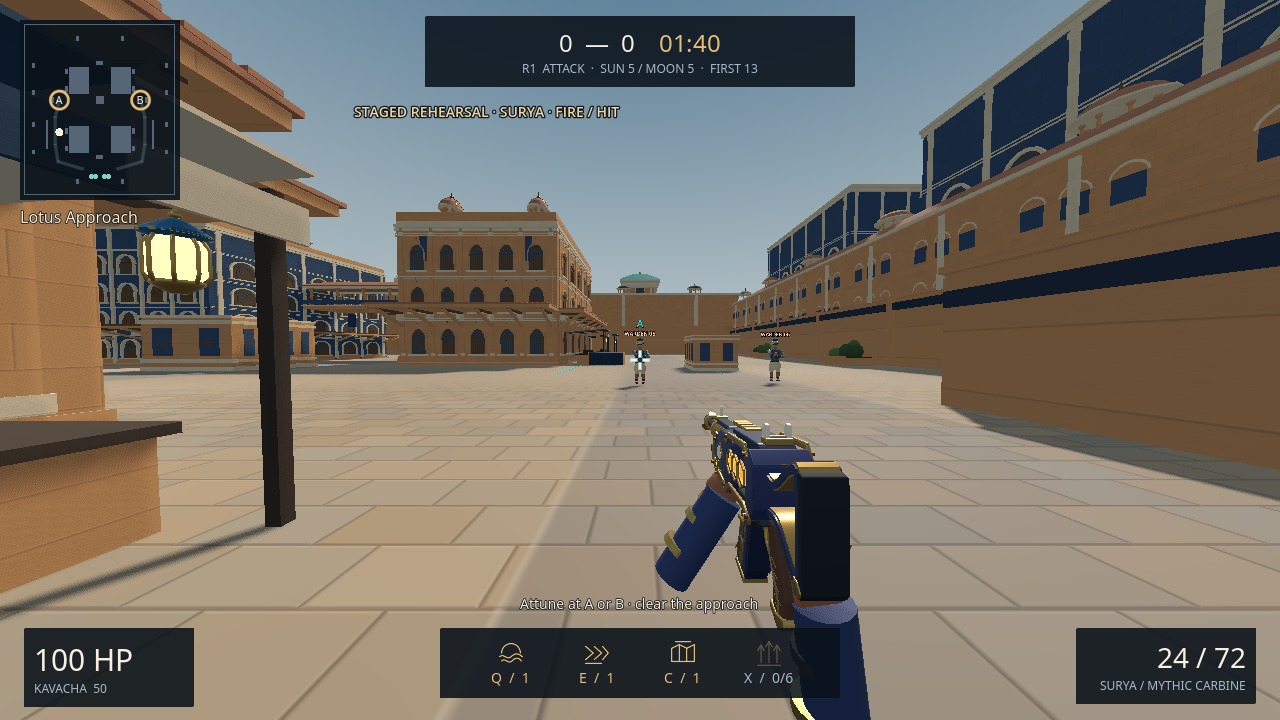 0 — 0 01:40
R1 ATTACK · SUN 5 / MOON 5 · FIRST 13
STAGED REHEARSAL · SURYA · FIRE / HIT
A
B
Lotus Approach
A
Attune at A or B · clear the approach
100 HP
KAVACHA 50
Q / 1
E / 1
C / 1
X / 0/6
24 / 72
SURYA / MYTHIC CARBINE